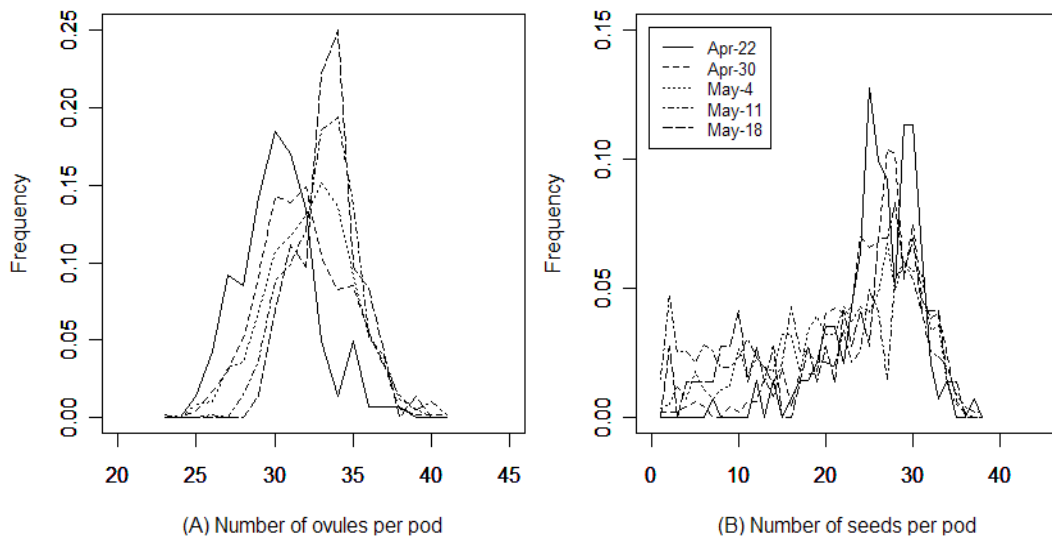 0.25
0.20
0.15
0.10
0.05
0.00
Frequency
20 25 30 35 40 45
(A) Number of ovules per pod
0.15
0.10
0.05
0.00
Frequency
Apr-22
Apr-30
May-4
May-11
May-18
0 10 20 30 40
(B) Number of seeds per pod